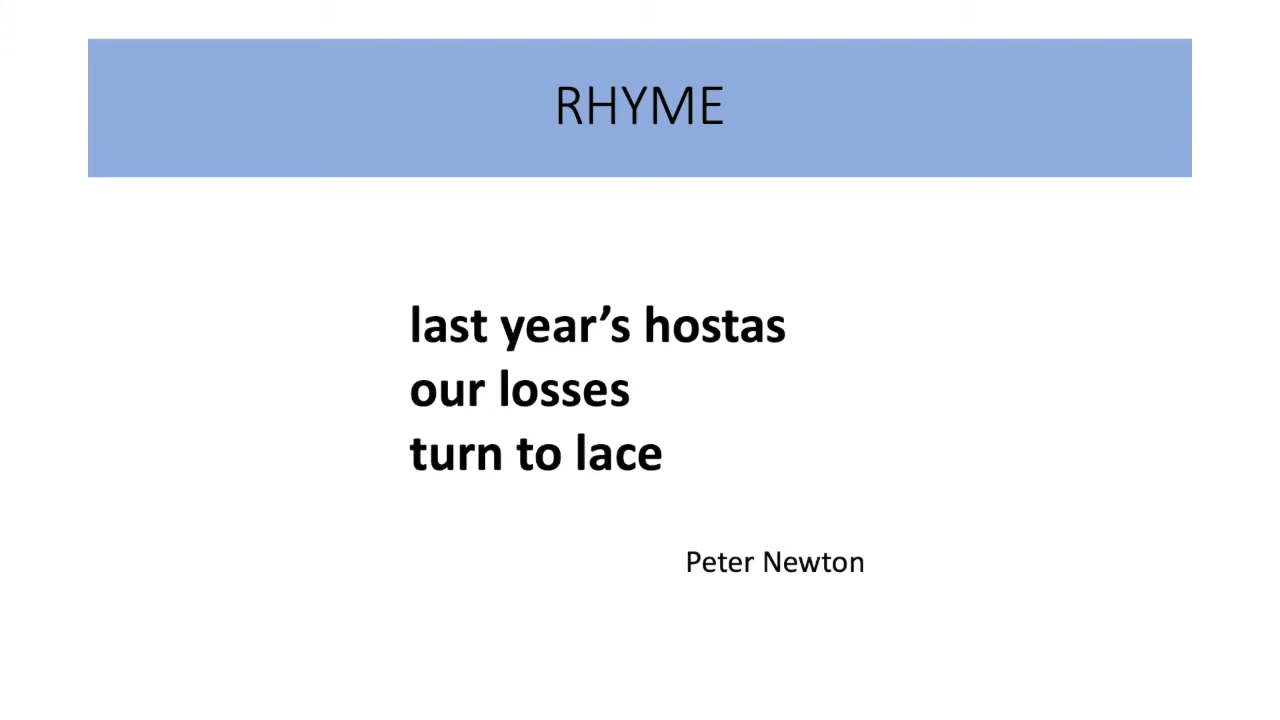 RHYME
last year’s hostas
our losses
turn to lace
Peter Newton